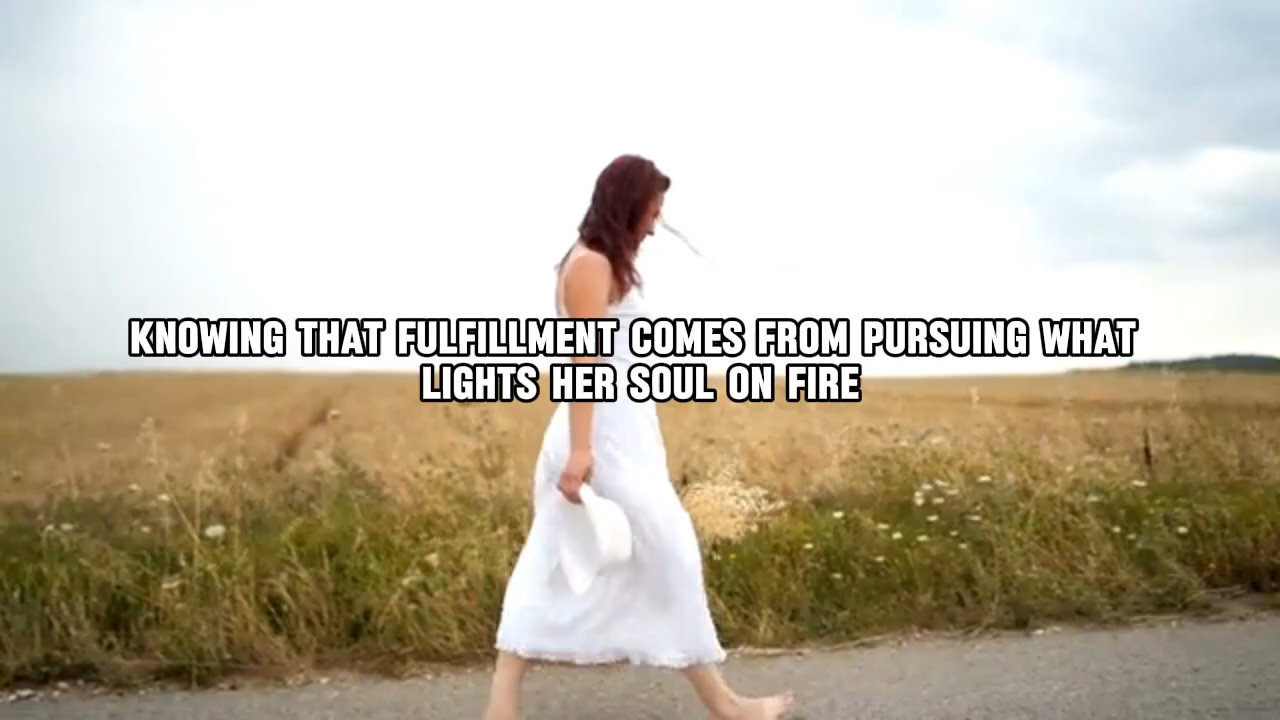 KNOWING THAT FULFILLMENT COMES FROM PURSUING WHAT
LIGHTS HER SOUL ON FIRE